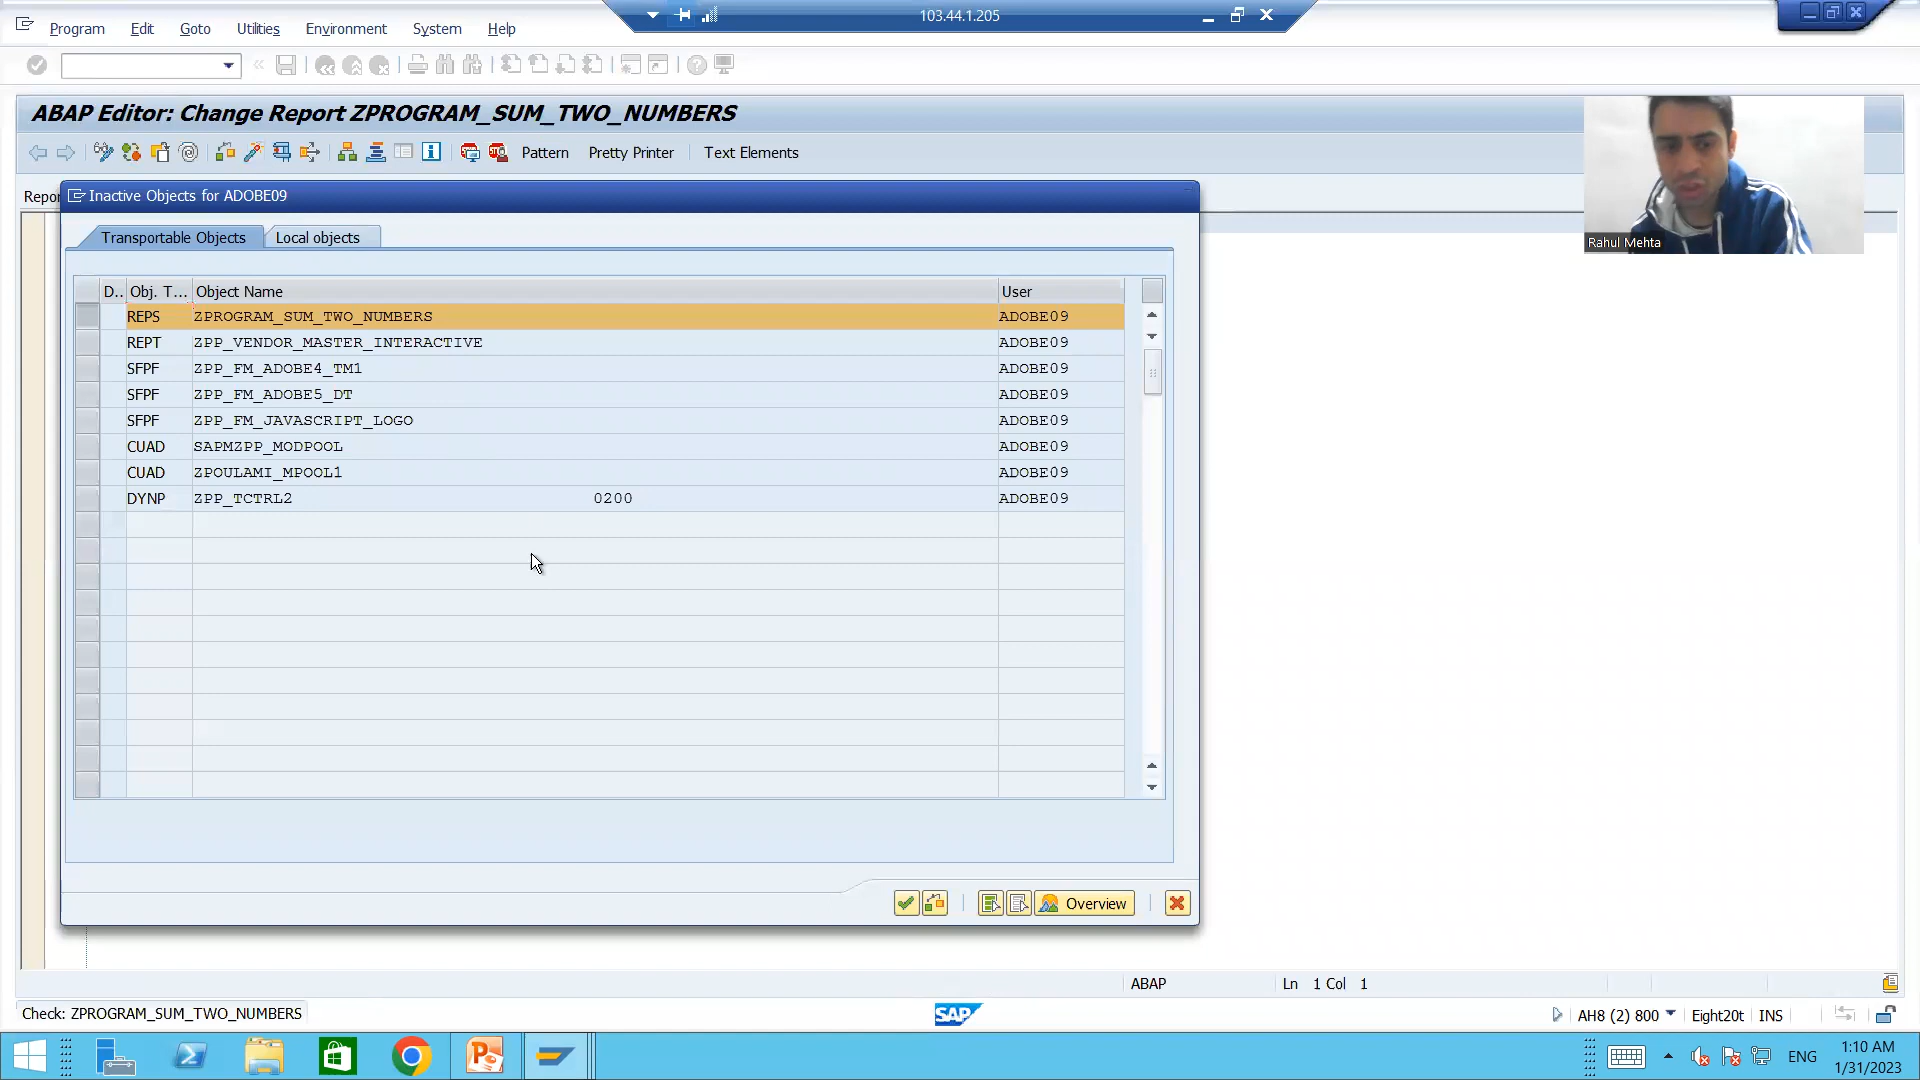 103.44.1.205
Program Edit Goto Utilities Environment System Help
ABAP Editor: Change Report ZPROGRAM_SUM_TWO_NUMBERS
Pattern Pretty Printer Text Elements
Rahul Mehta
Repor
Inactive Objects for ADOBE09
Transportable Objects Local objects
D.. Obj. T... Object Name User
REPS ZPROGRAM_SUM_TWO_NUMBERS ADOBE09
REPT ZPP_VENDOR_MASTER_INTERACTIVE ADOBE09
SFPF ZPP_FM_ADOBE4_TM1 ADOBE09
SFPF ZPP_FM_ADOBE5_DT ADOBE09
SFPF ZPP_FM_JAVASCRIPT_LOGO ADOBE09
CUAD SAPMZPP_MODPOOL ADOBE09
CUAD ZPOULAMI_MPOOL1 ADOBE09
DYNP ZPP_TCTRL2 0200 ADOBE09
Overview
ABAP Ln 1 Col 1
Check: ZPROGRAM_SUM_TWO_NUMBERS SAP AH8 (2) 800 Eight20t INS
ENG 1:10 AM
1/31/2023